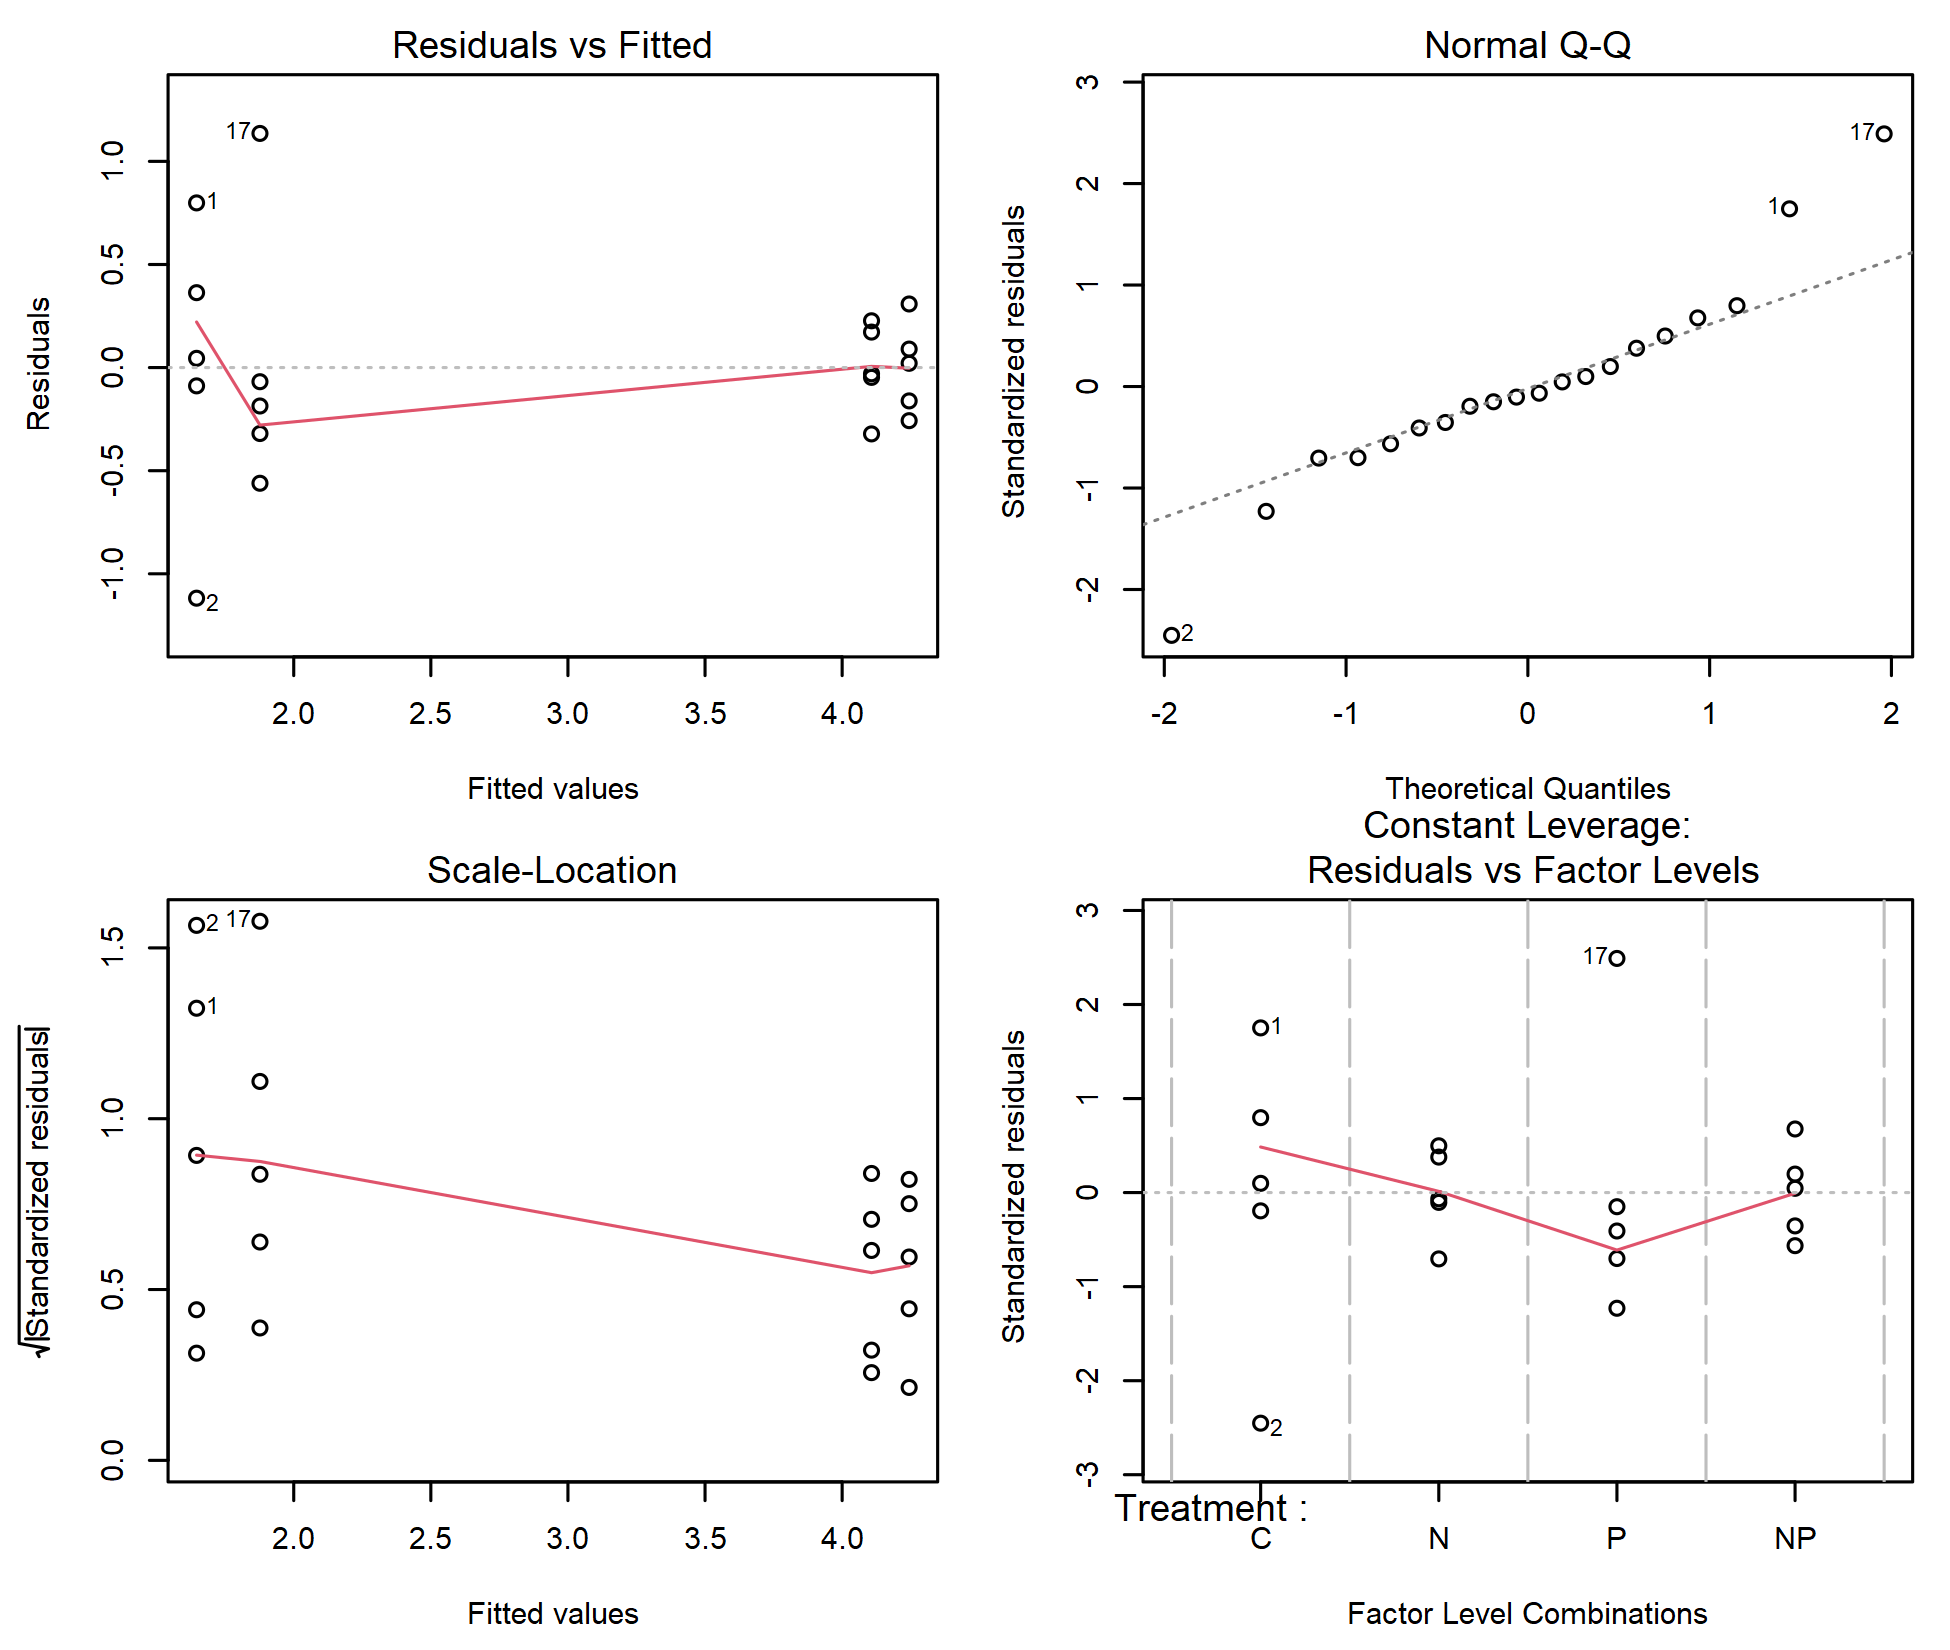 Residuals vs Fitted
17
1
2
Residuals
1.0
0.5
0.0
-0.5
-1.0
2.0 2.5 3.0 3.5 4.0
Fitted values
Normal Q-Q
17
1
2
Standardized residuals
3
2
1
0
-1
-2
-2 -1 0 1 2
Theoretical Quantiles
Scale-Location
2 17
1
√|Standardized residuals|
1.5
1.0
0.5
0.0
2.0 2.5 3.0 3.5 4.0
Fitted values
Constant Leverage:
Residuals vs Factor Levels
17
1
2
Standardized residuals
3
2
1
0
-1
-2
-3
Treatment :
C N P NP
Factor Level Combinations